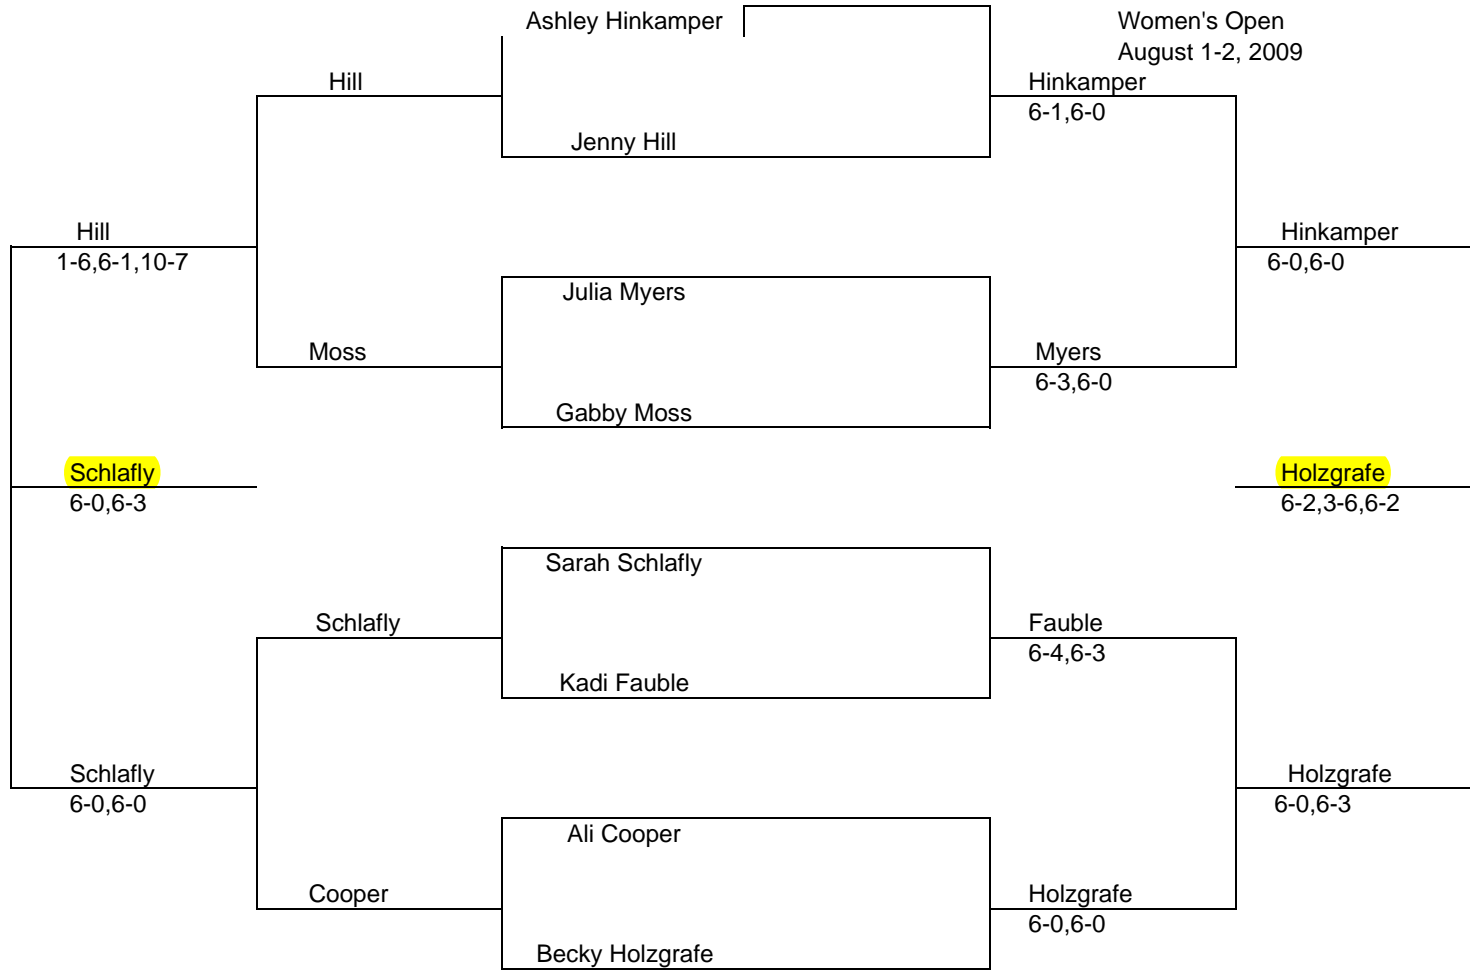 Ashley Hinkamper
Women's Open
August 1-2, 2009
Hill
Hinkamper
6-1,6-0
Jenny Hill
Hill
1-6,6-1,10-7
Hinkamper
6-0,6-0
Julia Myers
Moss
Myers
6-3,6-0
Gabby Moss
Schlafly
6-0,6-3
Holzgrafe
6-2,3-6,6-2
Sarah Schlafly
Schlafly
Fauble
6-4,6-3
Kadi Fauble
Schlafly
6-0,6-0
Holzgrafe
6-0,6-3
Ali Cooper
Cooper
Holzgrafe
6-0,6-0
Becky Holzgrafe